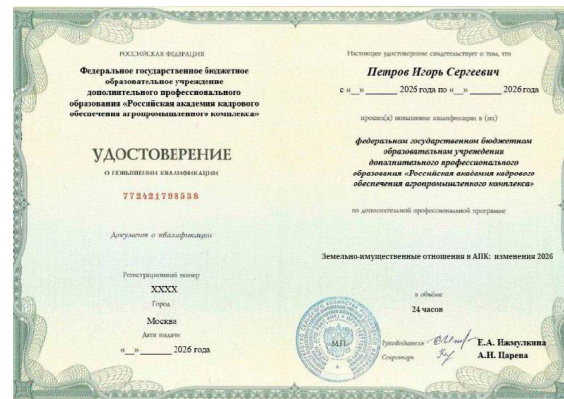 РОССИЙСКАЯ ФЕДЕРАЦИЯ
Федеральное государственное бюджетное
образовательное учреждение
дополнительного профессионального
образования «Российская академия кадрового
обеспечения агропромышленного комплекса»
УДОСТОВЕРЕНИЕ
О ПОВЫШЕНИИ КВАЛИФИКАЦИИ
772421798538
Документ о квалификации
Регистрационный номер
XXXX
Город
Москва
Дата выдачи
«__» _______ 2026 года
Настоящее удостоверение свидетельствует о том, что
Петров Игорь Сергеевич
с «__» _______ 2026 года по «__» _______ 2026 года
прошел(а) повышение квалификации в (на)
федеральном государственном бюджетном
образовательном учреждении
дополнительного профессионального
образования «Российская академия кадрового
обеспечения агропромышленного комплекса»
по дополнительной профессиональной программе
Земельно-имущественные отношения в АПК: изменения 2026
в объёме
24 часов
М.П.
Руководитель Е.А. Ижмулкина
Секретарь А.И. Царева